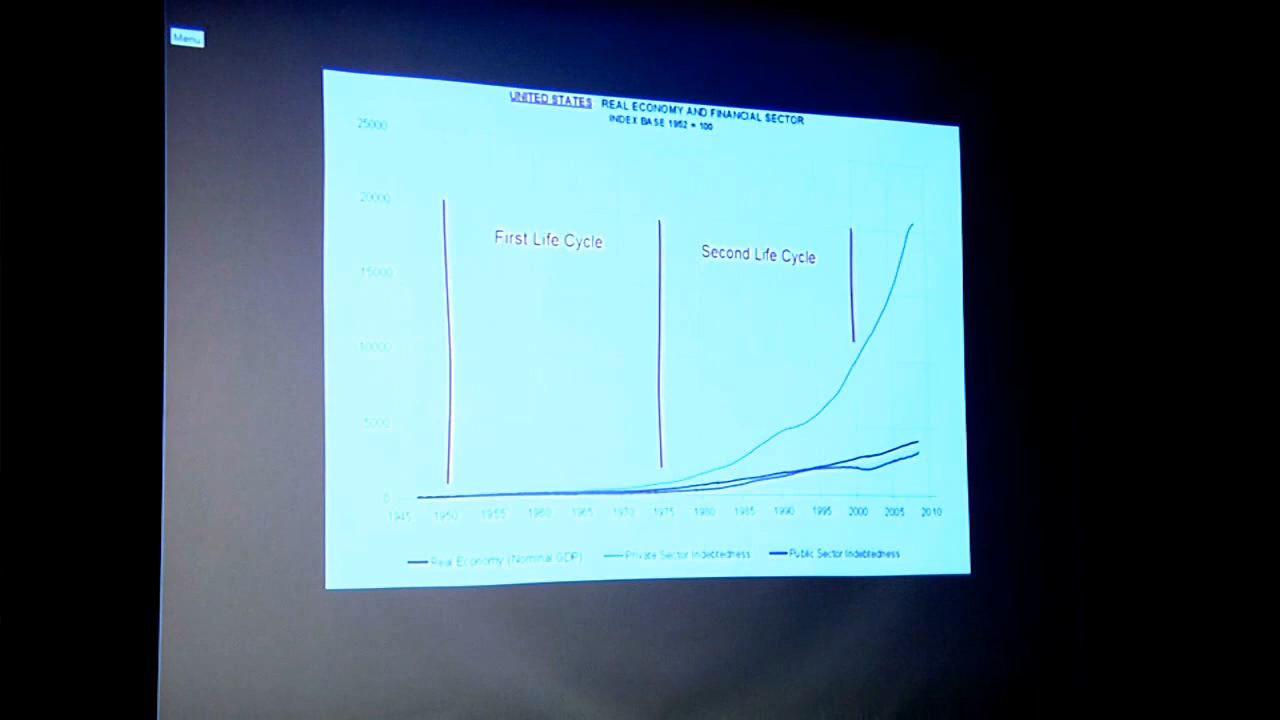 Menu
UNITED STATES REAL ECONOMY AND FINANCIAL SECTOR
INDEX BASE 1952 = 100
25000
20000
15000
10000
5000
0
First Life Cycle
Second Life Cycle
1945 1950 1955 1960 1965 1970 1975 1980 1985 1990 1995 2000 2005 2010
Real Economy (Nominal GDP) Private Sector Indebtedness Public Sector Indebtedness